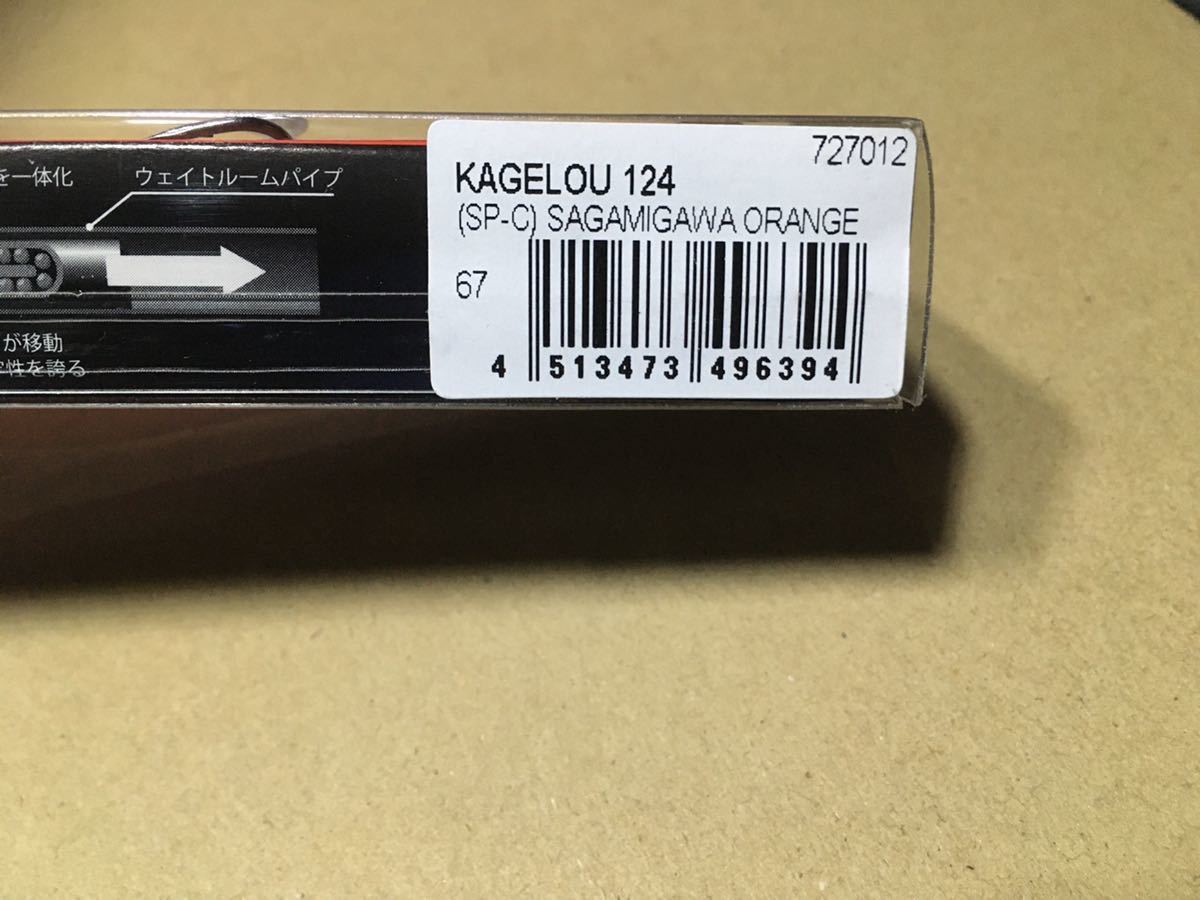 を一体化
ウェイトルームパイプ
が移動
性を誇る
727012
KAGELOU 124
(SP-C) SAGAMIGAWA ORANGE
67
4 513473 496394